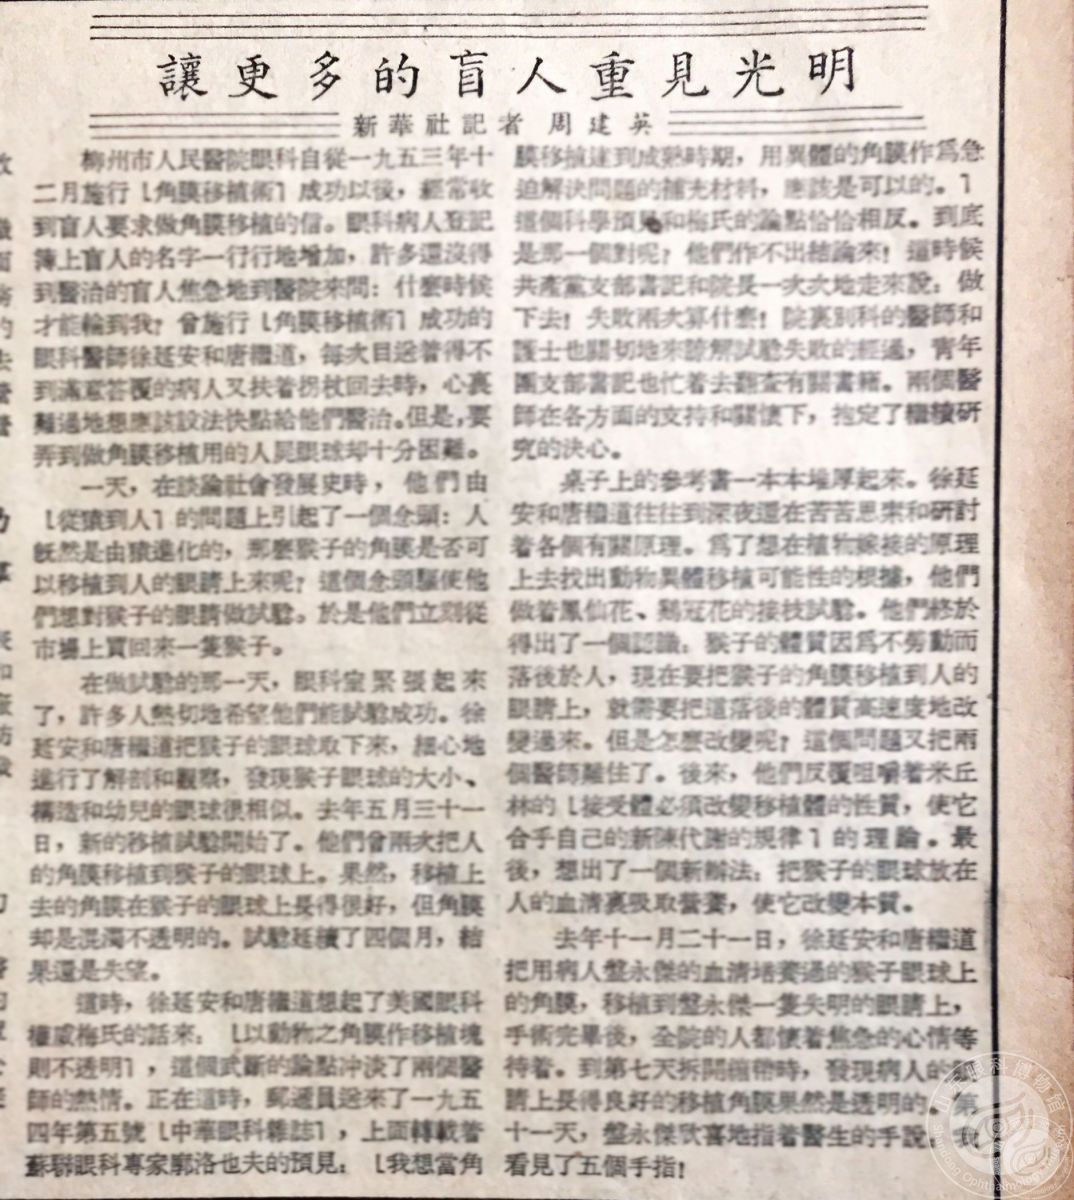 讓更多的盲人重見光明
新華社記者 周建英
柳州市人民醫院眼科自從一九五三年十
二月施行「角膜移植術」成功以後，經常收
到盲人要求做角膜移植的信。眼科病人登記
簿上盲人的名字一行行地增加，許多還沒得
到醫治的盲人焦急地到醫院來問：什麼時候
才能輪到我？曾施行「角膜移植術」成功的
眼科醫師徐延安和唐繼道，每次目送着得不
到滿意答覆的病人又扶着拐杖回去時，心裏
難過地想應該設法快點給他們醫治。但是，要
弄到做角膜移植用的人屍眼球却十分困難。
一天，在談論社會發展史時，他們由
「從猿到人」的問題上引起了一個念頭：人
既然是由猿進化的，那麼猴子的角膜是否可
以移植到人的眼睛上來呢？這個念頭驅使他
們想對猴子的眼睛做試驗。於是他們立刻從
市場上買回來一隻猴子。
在做試驗的那一天，眼科室緊張起來
了，許多人熱切地希望他們能試驗成功。徐
延安和唐繼道把猴子的眼球取下來，細心地
進行了解剖和觀察，發現猴子眼球的大小、
構造和幼兒的眼球很相似。去年五月三十一
日，新的移植試驗開始了。他們曾兩次把人
的角膜移植到猴子的眼球上。果然，移植上
去的角膜在猴子的眼球上長得很好，但角膜
却是混濁不透明的。試驗延續了四個月，結
果還是失望。
這時，徐延安和唐繼道想起了美國眼科
權威梅氏的話來：「以動物之角膜作移植塊
則不透明」，這個武斷的論點冲淡了兩個醫
師的熱情。正在這時，郵遞員送來了一九五
四年第五號「中華眼科雜誌」，上面轉載着
蘇聯眼科專家郭洛也夫的預見：「我想當角
膜移植達到成熟時期，用異體的角膜作爲急
迫解決問題的補充材料，應該是可以的。」
這個科學預見和梅氏的論點恰恰相反。到底
是那一個對呢？他們作不出結論來！這時候
共產黨支部書記和院長一次次地走來說：做
下去！失敗兩次算什麼！院裏別科的醫師和
護士也關切地來諒解試驗失敗的經過，青年
團支部書記也忙着去翻查有關書籍。兩個醫
師在各方面的支持和關懷下，抱定了繼續研
究的決心。
桌子上的參考書一本本堆厚起來。徐延
安和唐繼道往往到深夜還在苦苦思索和研討
着各個有關原理。爲了想在植物嫁接的原理
上去找出動物異體移植可能性的根據，他們
做着鳳仙花、鷄冠花的接枝試驗。他們終於
得出了一個認識：猴子的體質因爲不勞動而
落後於人，現在要把猴子的角膜移植到人的
眼睛上，就需要把這落後的體質高速度地改
變過來。但是怎麼改變呢？這個問題又把兩
個醫師難住了。後來，他們反覆咀嚼着米丘
林的「接受體必須改變移植體的性質，使它
合乎自己的新陳代謝的規律」的理論。最
後，想出了一個新辦法：把猴子的眼球放在
人的血清裏吸取營養，使它改變本質。
去年十一月二十一日，徐延安和唐繼道
把用病人盤永傑的血清培養過的猴子眼球上
的角膜，移植到盤永傑一隻失明的眼睛上，
手術完畢後，全院的人都懷着焦急的心情等
待着。到第七天拆開繃帶時，發現病人的
睛上長得良好的移植角膜果然是透明的。第
十一天，盤永傑欣喜地指着醫生的手說：我
看見了五個手指！